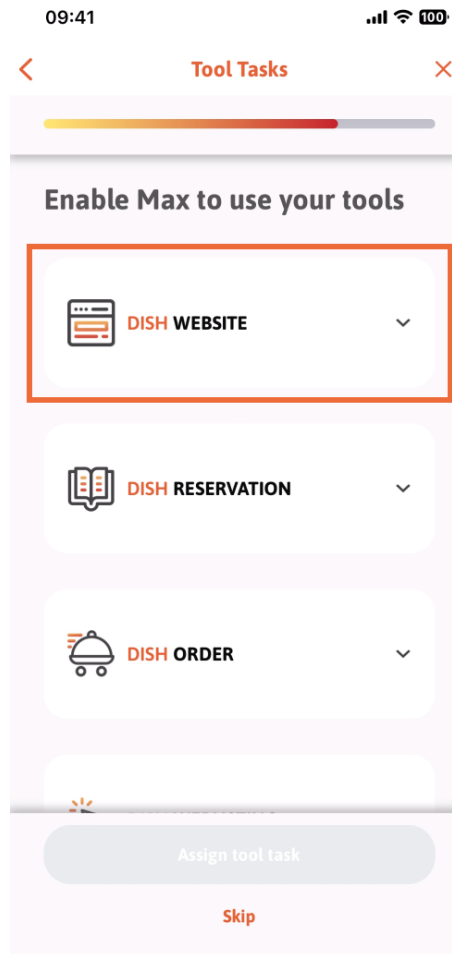 09:41
100
Tool Tasks
Enable Max to use your tools
DISH WEBSITE
DISH RESERVATION
DISH ORDER
Assign tool task
Skip